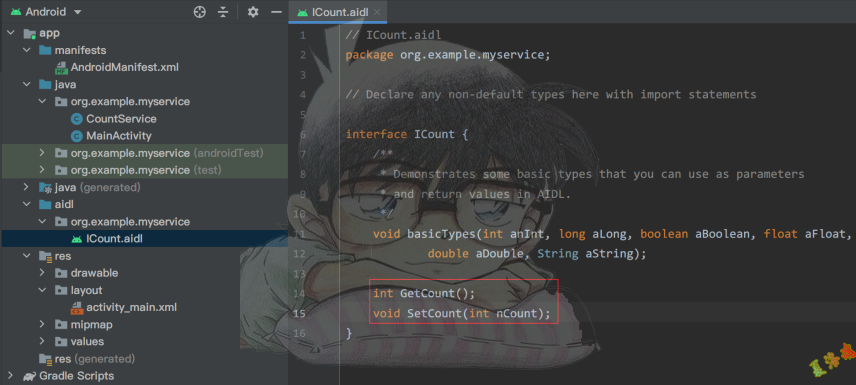 Android
app
manifests
AndroidManifest.xml
java
org.example.myservice
CountService
MainActivity
org.example.myservice (androidTest)
org.example.myservice (test)
java (generated)
aidl
org.example.myservice
ICount.aidl
res
drawable
layout
activity_main.xml
mipmap
values
res (generated)
Gradle Scripts
ICount.aidl
1 // ICount.aidl
2 package org.example.myservice;
3
4 // Declare any non-default types here with import statements
5
6 interface ICount {
7 /**
8 * Demonstrates some basic types that you can use as parameters
9 * and return values in AIDL.
10 */
11 void basicTypes(int anInt, long aLong, boolean aBoolean, float aFloat,
12 double aDouble, String aString);
13
14 int GetCount();
15 void SetCount(int nCount);
16 }